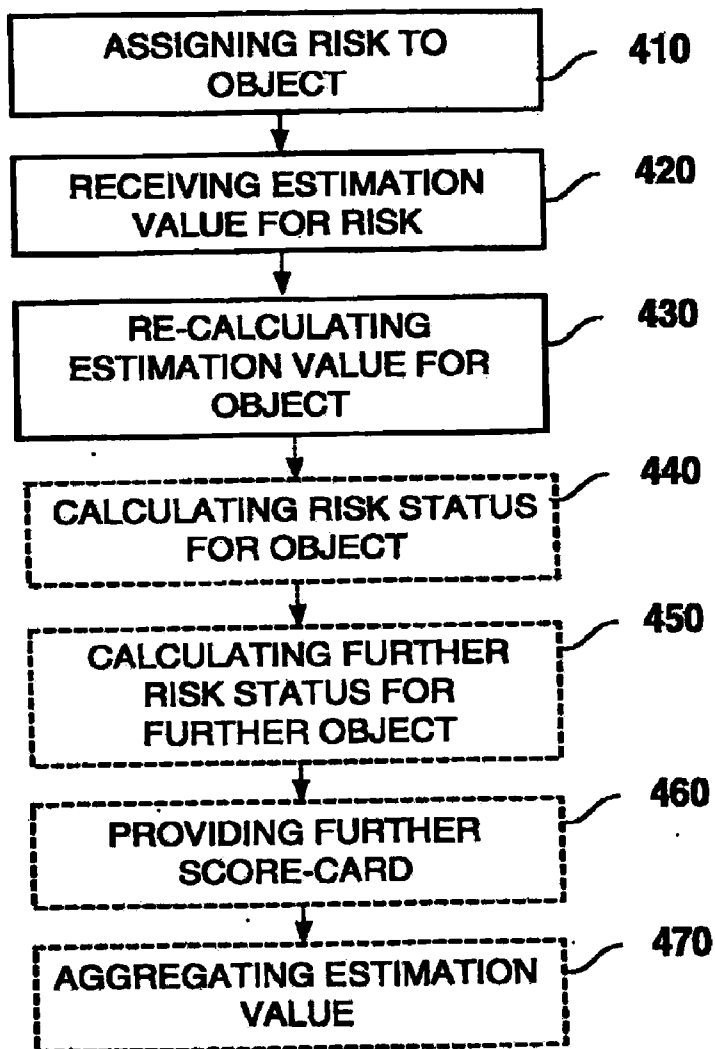 ASSIGNING RISK TO
OBJECT
410
RECEIVING ESTIMATION
VALUE FOR RISK
420
RE-CALCULATING
ESTIMATION VALUE FOR
OBJECT
430
CALCULATING RISK STATUS
FOR OBJECT
440
CALCULATING FURTHER
RISK STATUS FOR
FURTHER OBJECT
450
PROVIDING FURTHER
SCORE-CARD
460
AGGREGATING ESTIMATION
VALUE
470